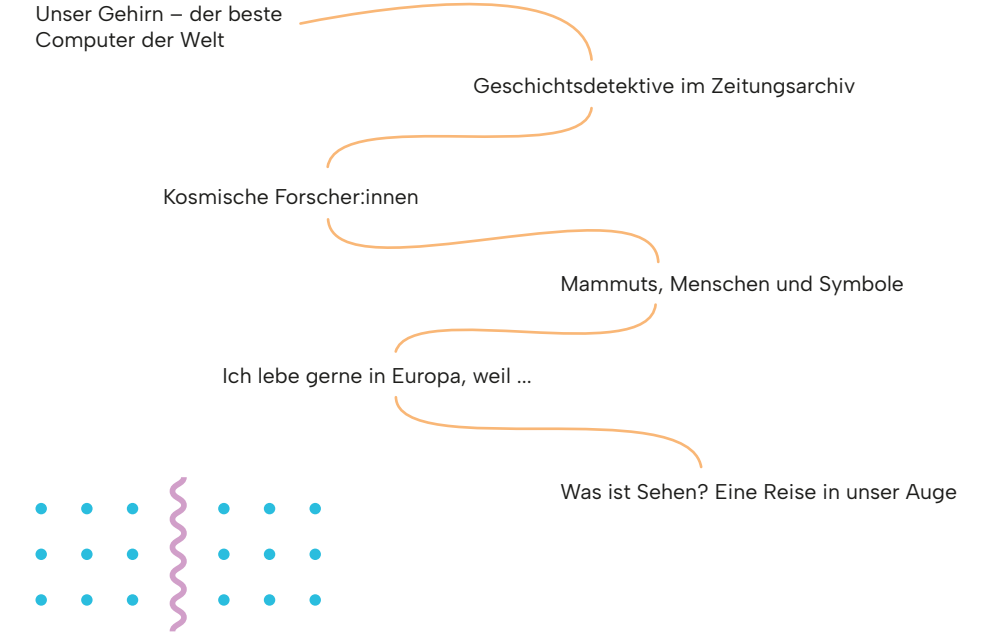 Unser Gehirn – der beste
Computer der Welt
Geschichtsdetektive im Zeitungsarchiv
Kosmische Forscher:innen
Mammuts, Menschen und Symbole
Ich lebe gerne in Europa, weil ...
Was ist Sehen? Eine Reise in unser Auge